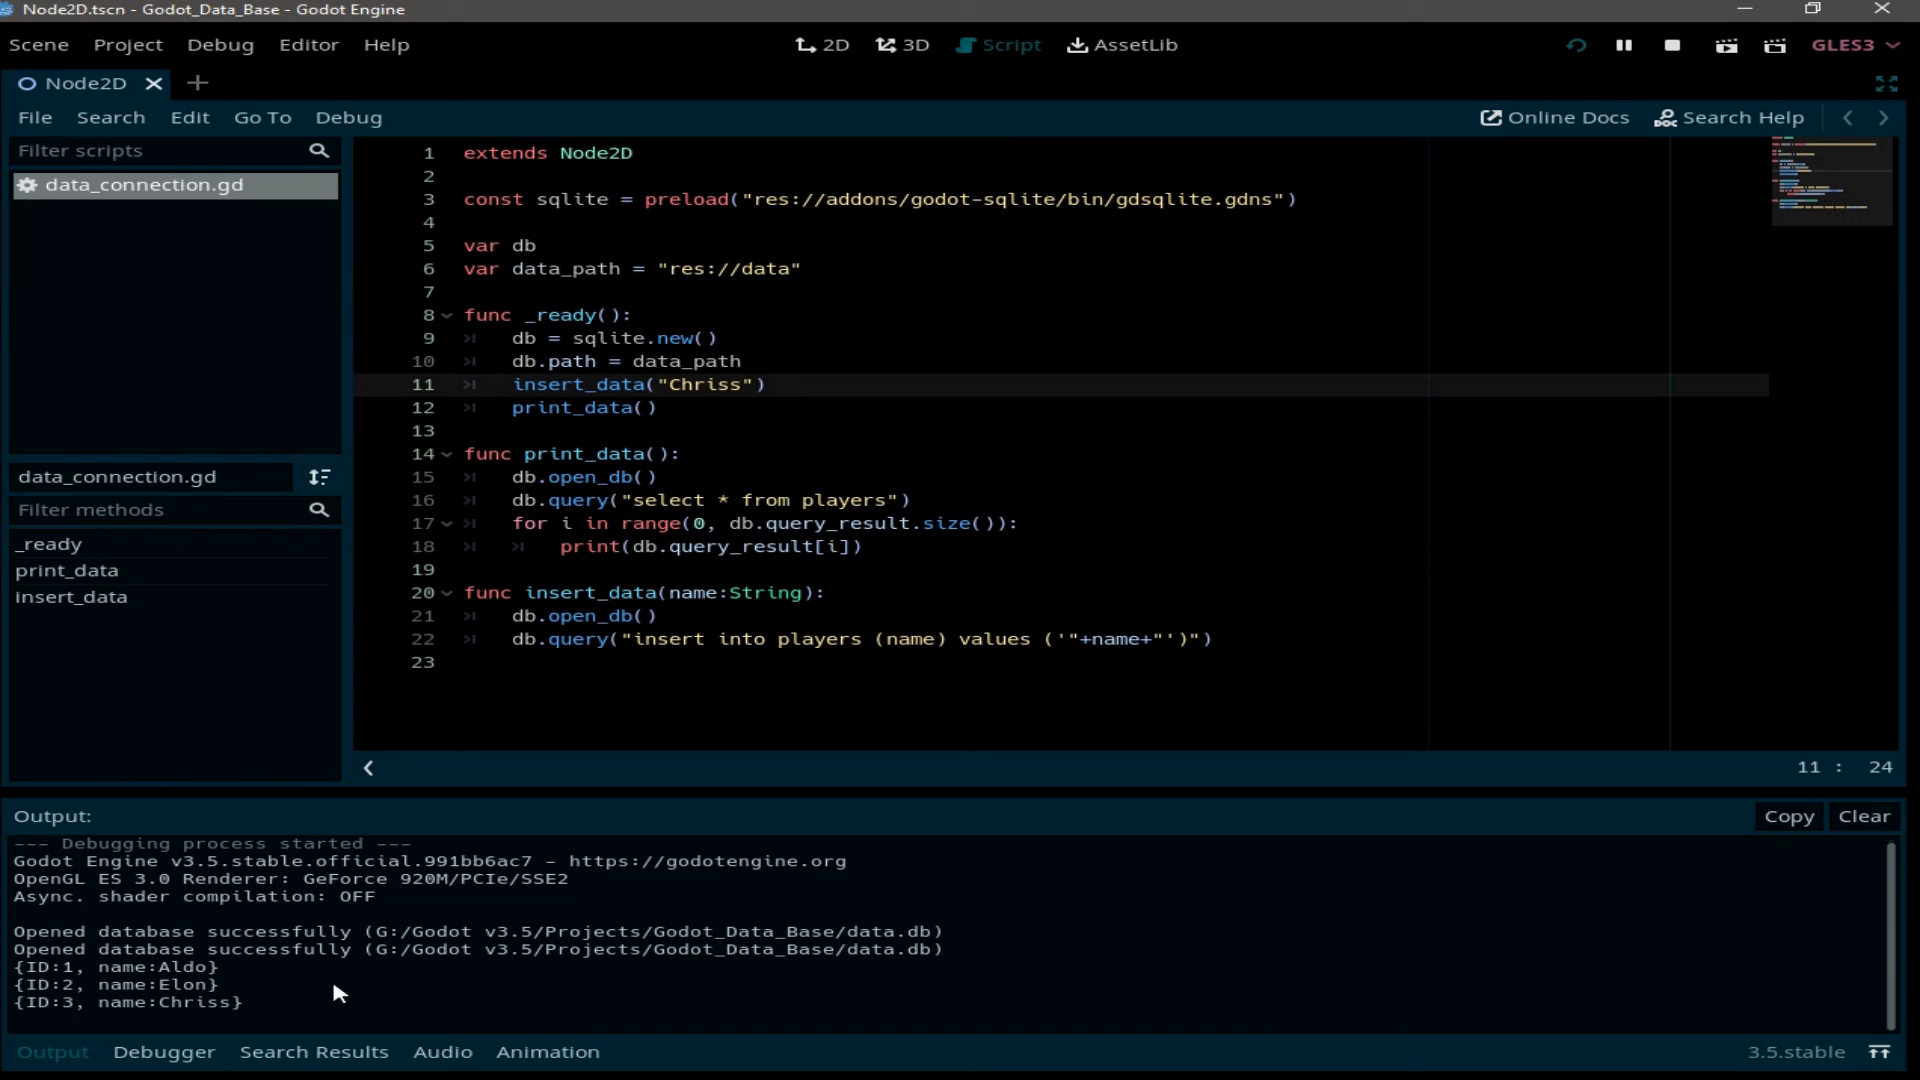 Node2D.tscn - Godot_Data_Base - Godot Engine
Scene Project Debug Editor Help 2D 3D Script AssetLib GLES3
Node2D
File Search Edit Go To Debug Online Docs Search Help
Filter scripts
data_connection.gd
data_connection.gd
Filter methods
_ready
print_data
insert_data
1 extends Node2D
2
3 const sqlite = preload("res://addons/godot-sqlite/bin/gdsqlite.gdns")
4
5 var db
6 var data_path = "res://data"
7
8 func _ready():
9 db = sqlite.new()
10 db.path = data_path
11 insert_data("Chriss")
12 print_data()
13
14 func print_data():
15 db.open_db()
16 db.query("select * from players")
17 for i in range(0, db.query_result.size()):
18 print(db.query_result[i])
19
20 func insert_data(name:String):
21 db.open_db()
22 db.query("insert into players (name) values ('"+name+"')")
23
11 : 24
Output: Copy Clear
--- Debugging process started ---
Godot Engine v3.5.stable.official.991bb6ac7 - https://godotengine.org
OpenGL ES 3.0 Renderer: GeForce 920M/PCIe/SSE2
Async. shader compilation: OFF
Opened database successfully (G:/Godot v3.5/Projects/Godot_Data_Base/data.db)
Opened database successfully (G:/Godot v3.5/Projects/Godot_Data_Base/data.db)
{ID:1, name:Aldo}
{ID:2, name:Elon}
{ID:3, name:Chriss}
Output Debugger Search Results Audio Animation 3.5.stable